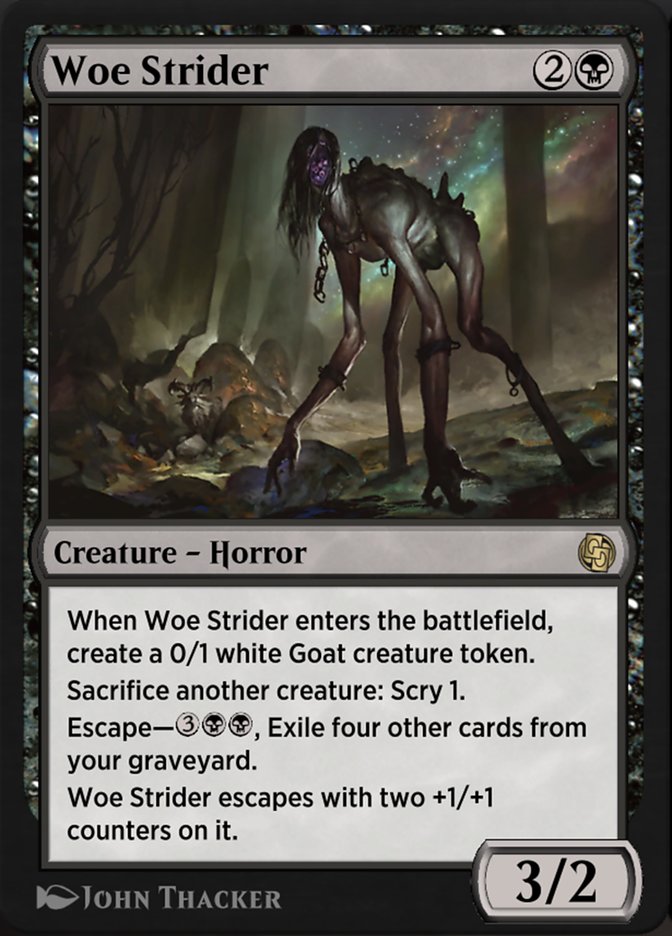 Woe Strider 2
Creature – Horror
When Woe Strider enters the battlefield,
create a 0/1 white Goat creature token.
Sacrifice another creature: Scry 1.
Escape—3, Exile four other cards from
your graveyard.
Woe Strider escapes with two +1/+1
counters on it.
3/2
John Thacker